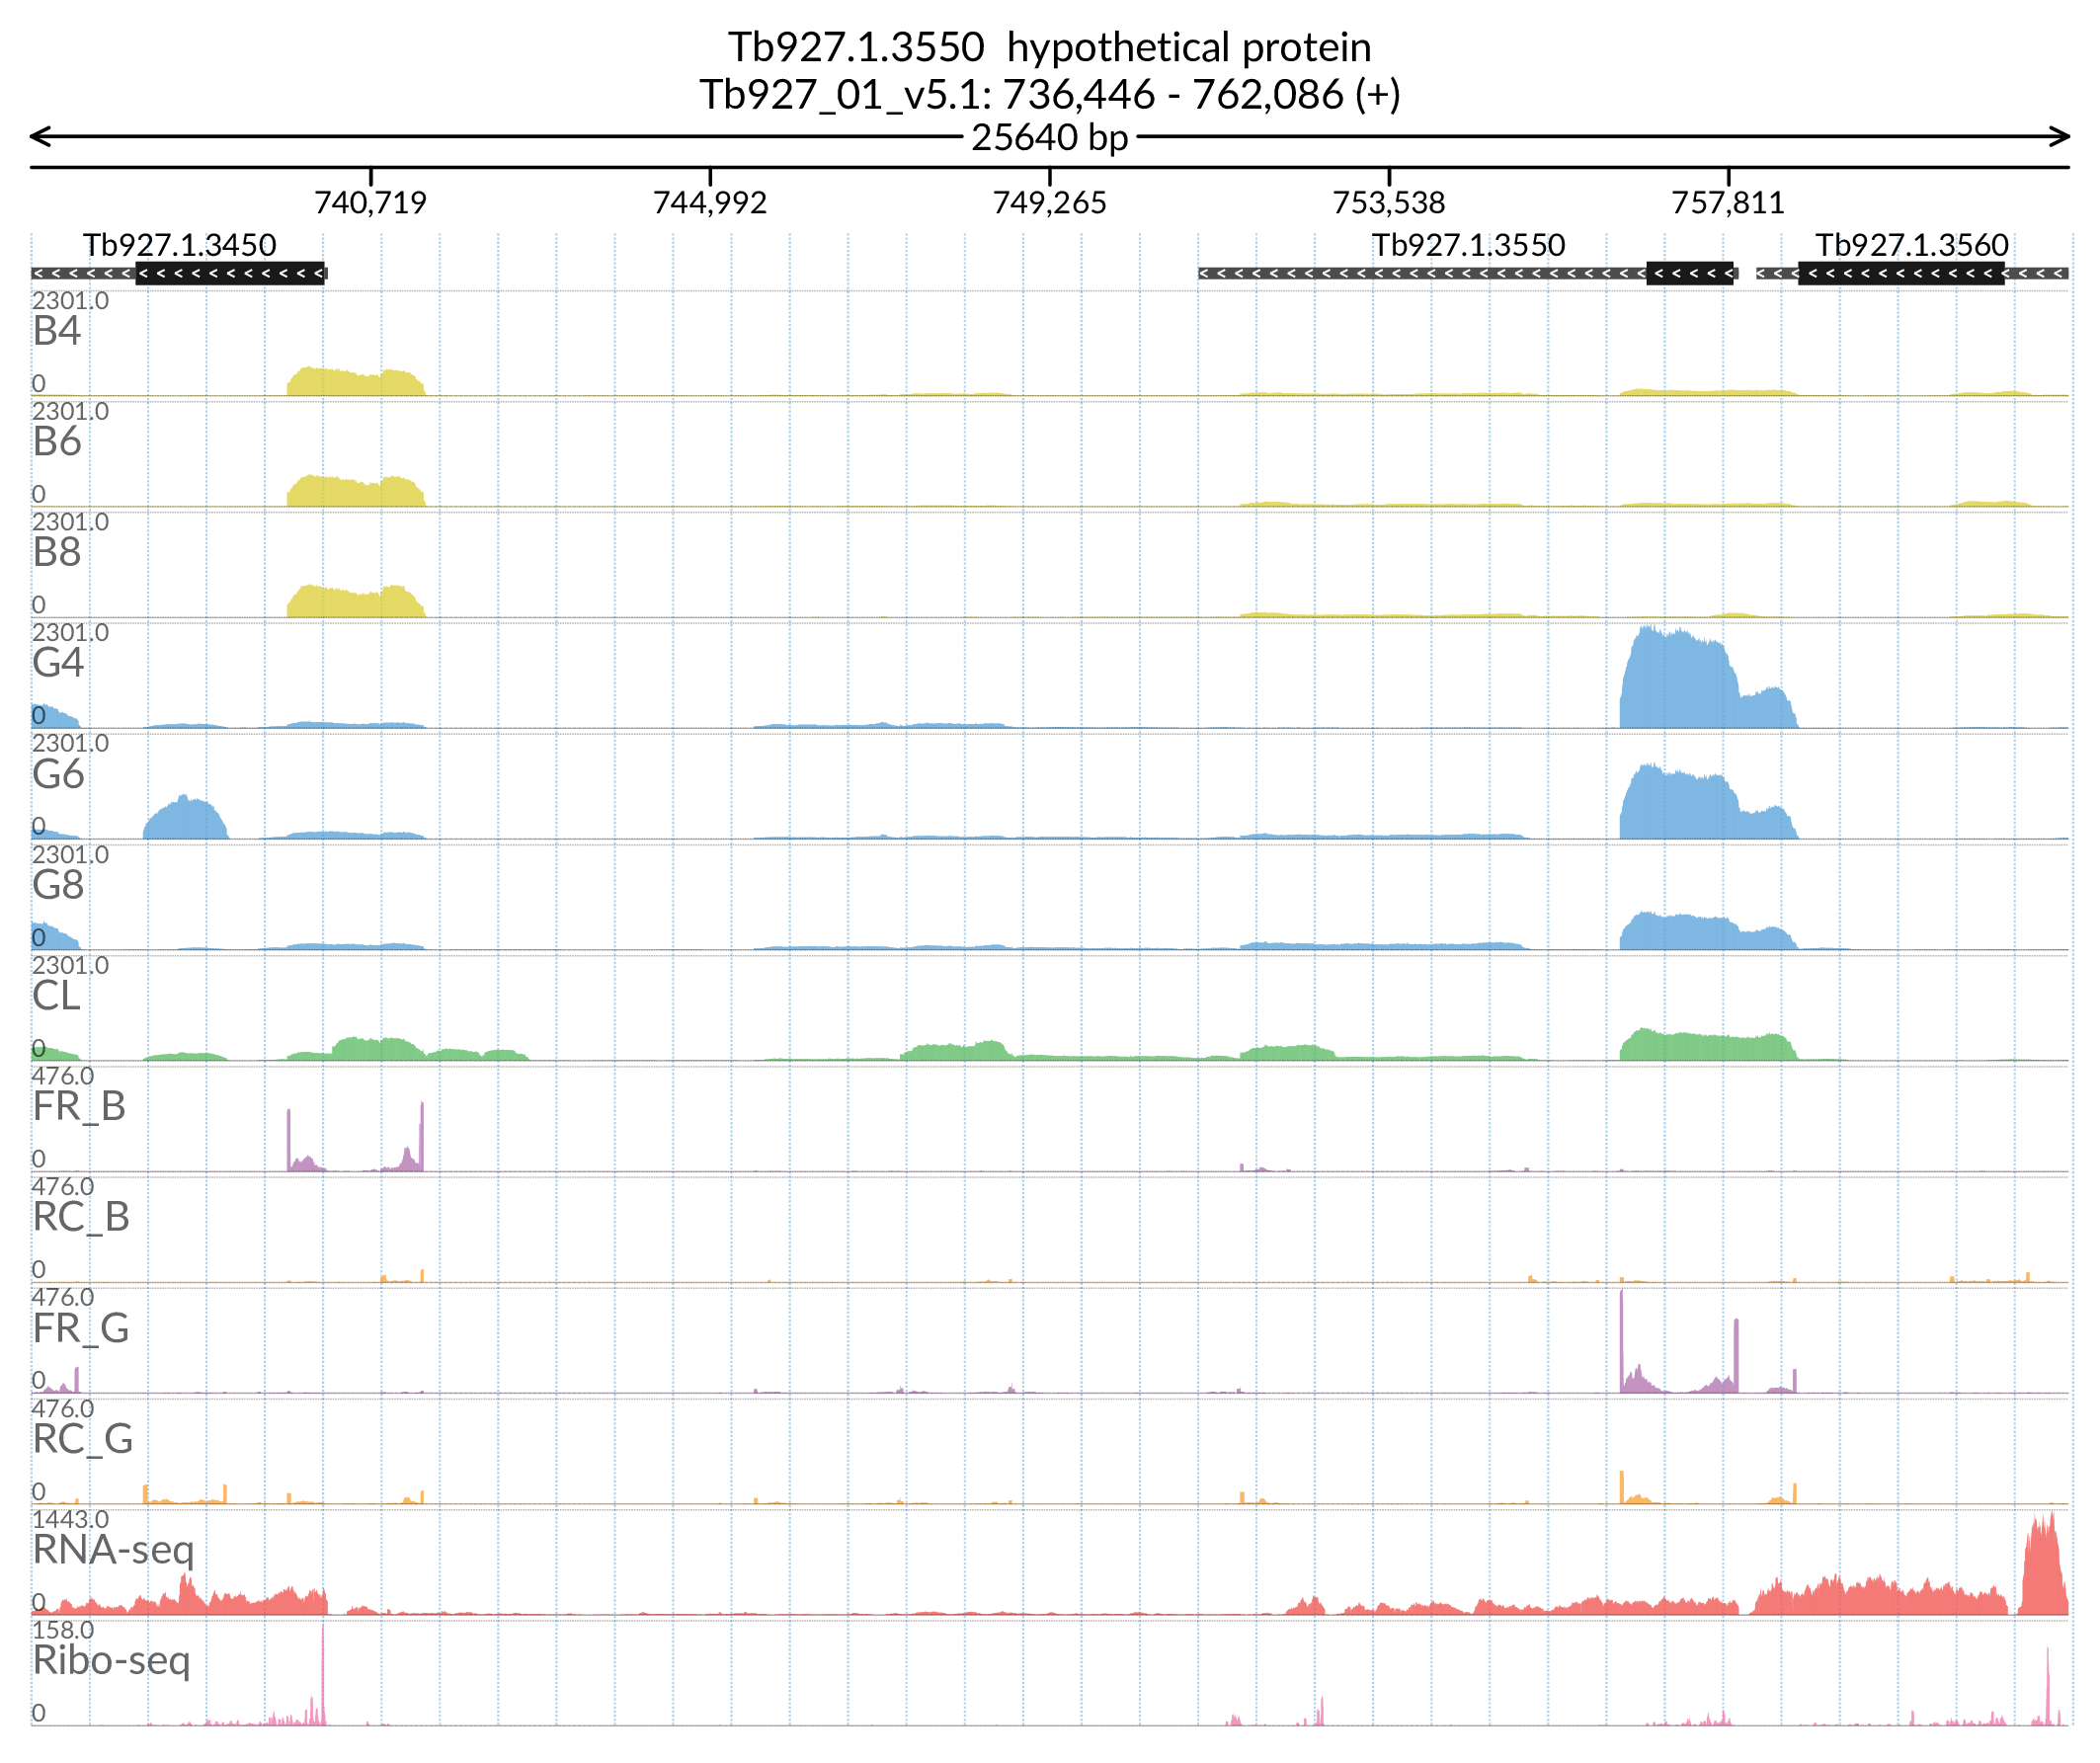 Tb927.1.3550  hypothetical protein
Tb927_01_v5.1: 736,446 - 762,086 (+)
25640 bp
740,719 744,992 749,265 753,538 757,811
Tb927.1.3450 Tb927.1.3550 Tb927.1.3560
2301.0
B4
0
2301.0
B6
0
2301.0
B8
0
2301.0
G4
0
2301.0
G6
0
2301.0
G8
0
2301.0
CL
0
476.0
FR_B
0
476.0
RC_B
0
476.0
FR_G
0
476.0
RC_G
0
1443.0
RNA-seq
0
158.0
Ribo-seq
0